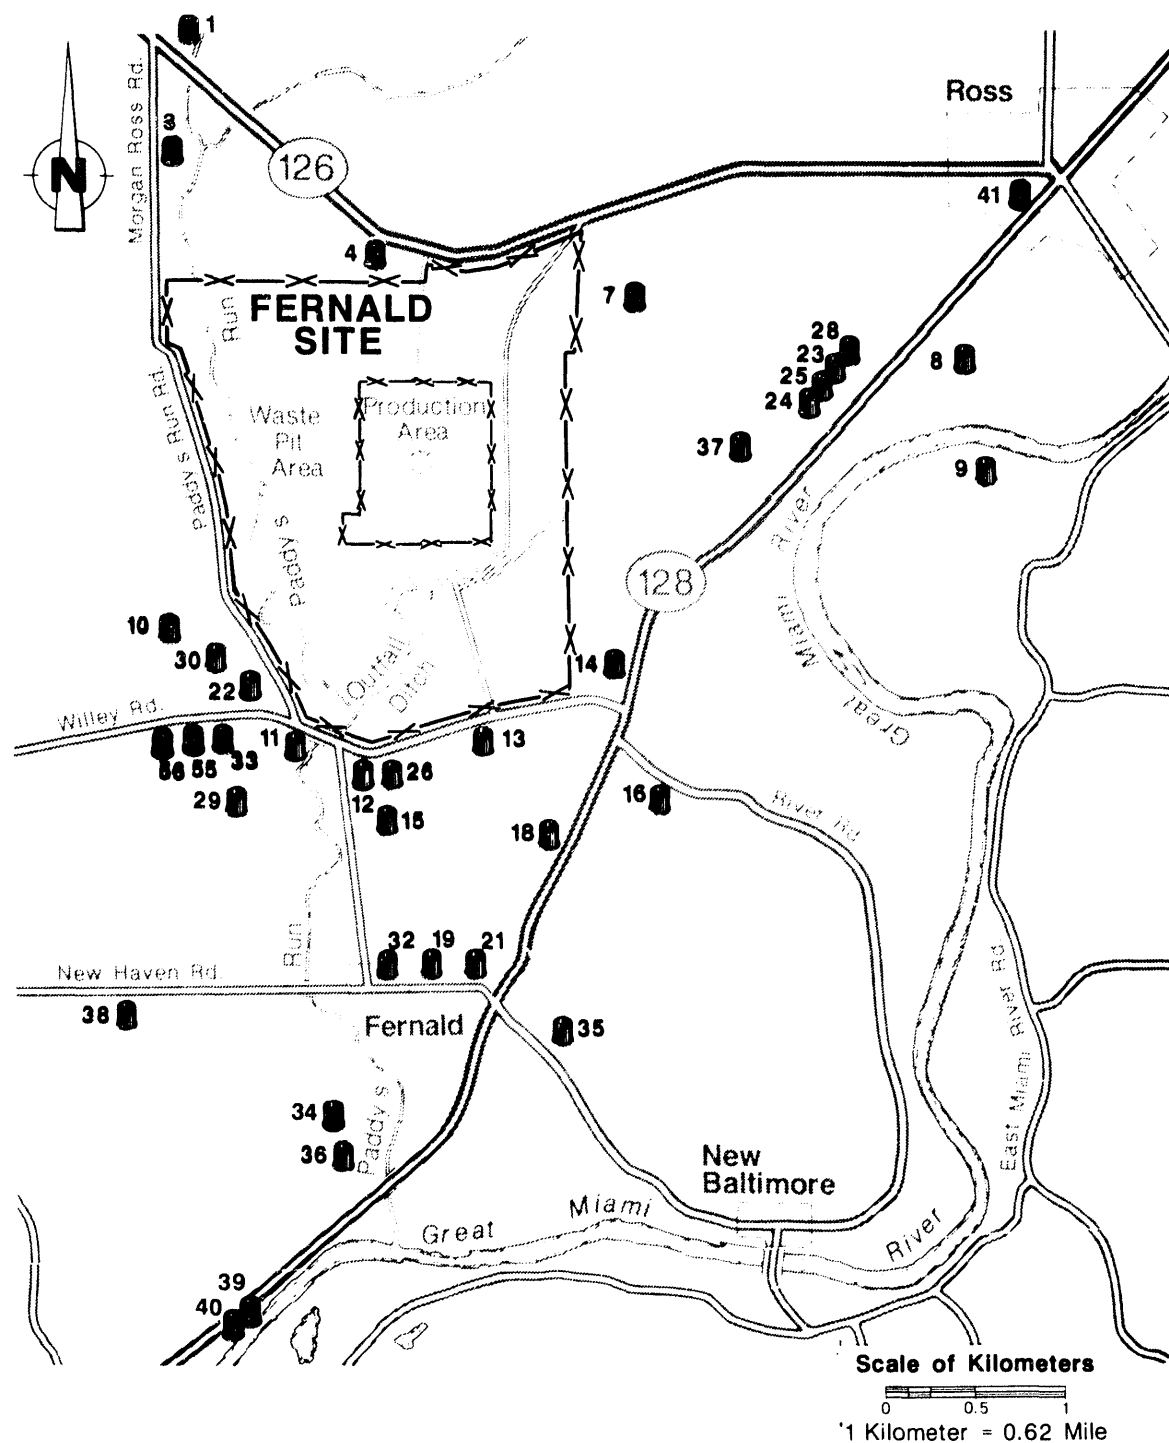 1
Morgan Ross Rd.
3
N
126
Ross
41
4
7
FERNALD
SITE
Run
28
23
25
24
8
37
9
Paddy's Run Rd.
Waste
Pit
Area
Production
Area
River
Miami
Great
128
Paddy's
10
30
22
14
Outfall
Ditch
Willey Rd.
56
55
33
11
13
29
12
26
15
16
18
River Rd
32
19
21
Run
New Haven Rd.
38
Fernald
35
East Miami River Rd.
34
36
Paddy's
New
Baltimore
Great
Miami
River
39
40
Scale of Kilometers
0 0.5 1
1 Kilometer = 0.62 Mile